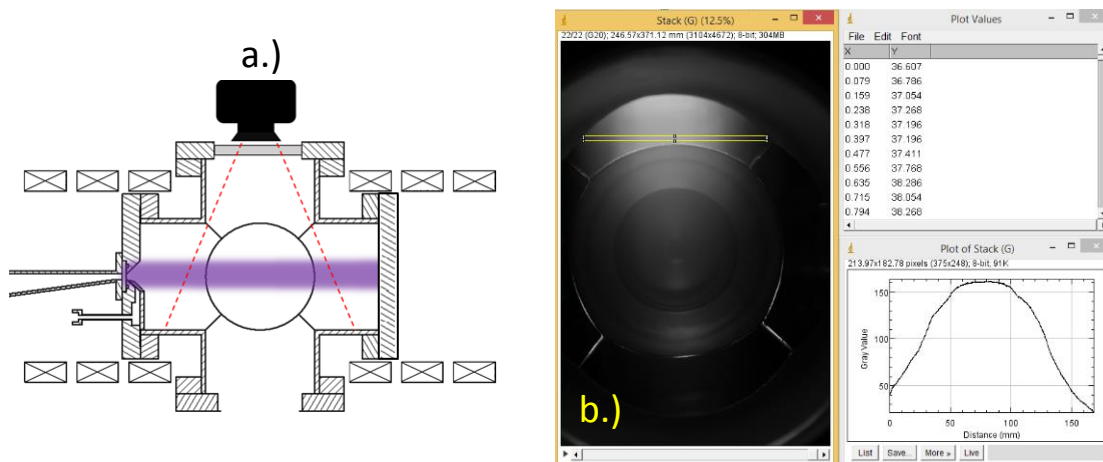 a.)
b.)
Stack (G) (12.5%)
22/22 (G20); 246.57x371.12 mm (3104x4672); 8-bit; 304MB
Plot Values
File Edit Font
X Y
0.000 36.607
0.079 36.786
0.159 37.054
0.238 37.268
0.318 37.196
0.397 37.196
0.477 37.411
0.556 37.768
0.635 38.286
0.715 38.054
0.794 38.268
Plot of Stack (G)
213.97x182.78 pixels (375x248); 8-bit; 91K
150
100
50
Gray Value
0 50 100 150
Distance (mm)
List Save... More » Live